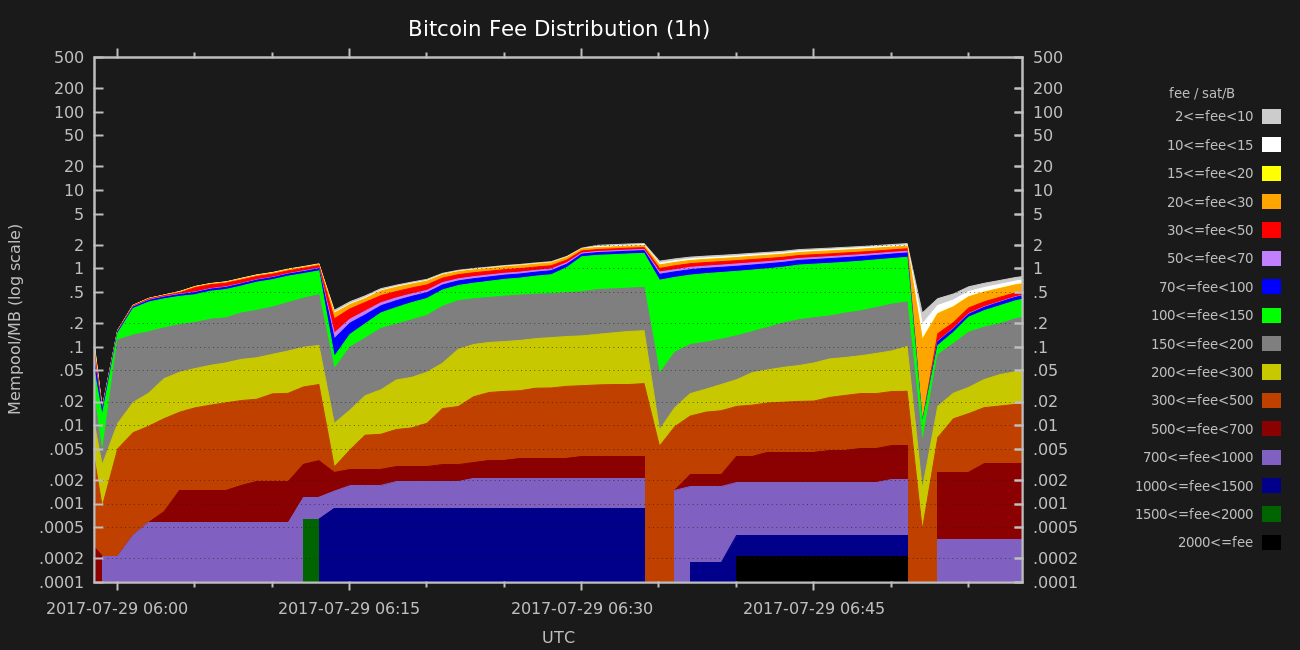 Bitcoin Fee Distribution (1h)
Mempool/MB (log scale)
500
200
100
50
20
10
5
2
1
.5
.2
.1
.05
.02
.01
.005
.002
.001
.0005
.0002
.0001
500
200
100
50
20
10
5
2
1
.5
.2
.1
.05
.02
.01
.005
.002
.001
.0005
.0002
.0001
2017-07-29 06:00
2017-07-29 06:15
2017-07-29 06:30
2017-07-29 06:45
UTC
fee / sat/B
2<=fee<10
10<=fee<15
15<=fee<20
20<=fee<30
30<=fee<50
50<=fee<70
70<=fee<100
100<=fee<150
150<=fee<200
200<=fee<300
300<=fee<500
500<=fee<700
700<=fee<1000
1000<=fee<1500
1500<=fee<2000
2000<=fee